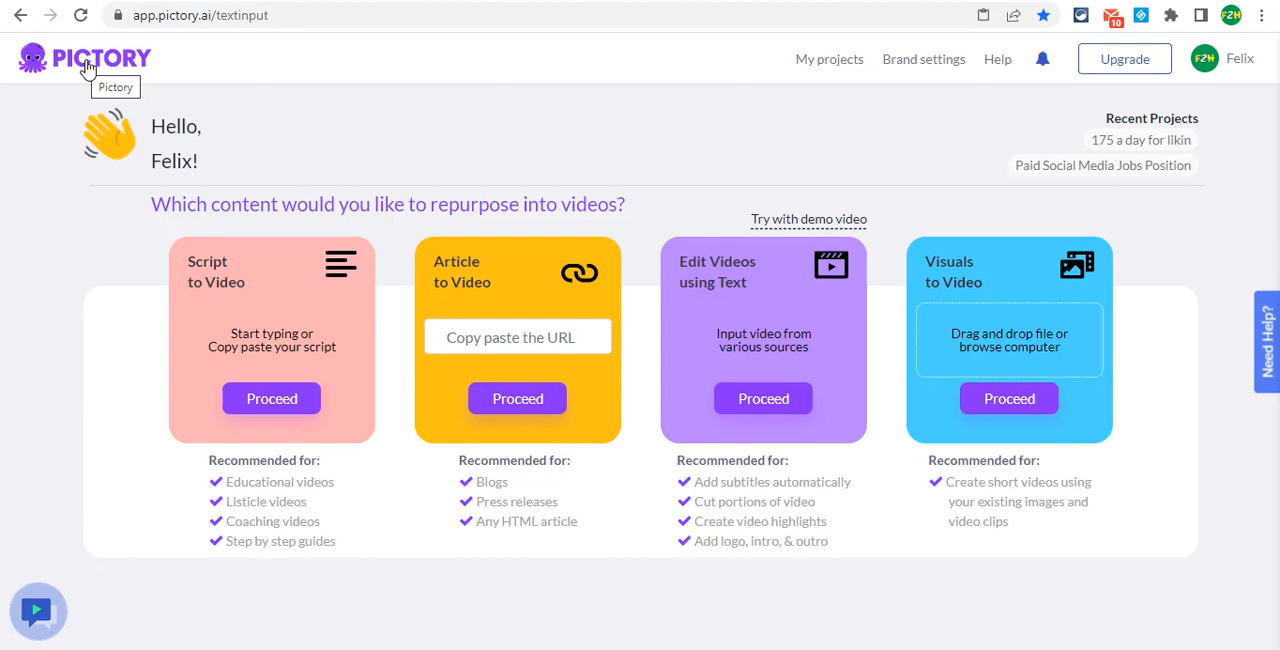 app.pictory.ai/textinput
10
F2H
PICTORY
Pictory
My projects
Brand settings
Help
Upgrade
F2H
Felix
Hello,
Felix!
Recent Projects
175 a day for likin
Paid Social Media Jobs Position
Which content would you like to repurpose into videos?
Try with demo video
Script
to Video
Start typing or
Copy paste your script
Proceed
Article
to Video
Copy paste the URL
Proceed
Edit Videos
using Text
Input video from
various sources
Proceed
Visuals
to Video
Drag and drop file or
browse computer
Proceed
Recommended for:
Educational videos
Listicle videos
Coaching videos
Step by step guides
Recommended for:
Blogs
Press releases
Any HTML article
Recommended for:
Add subtitles automatically
Cut portions of video
Create video highlights
Add logo, intro, & outro
Recommended for:
Create short videos using
your existing images and
video clips
Need Help?